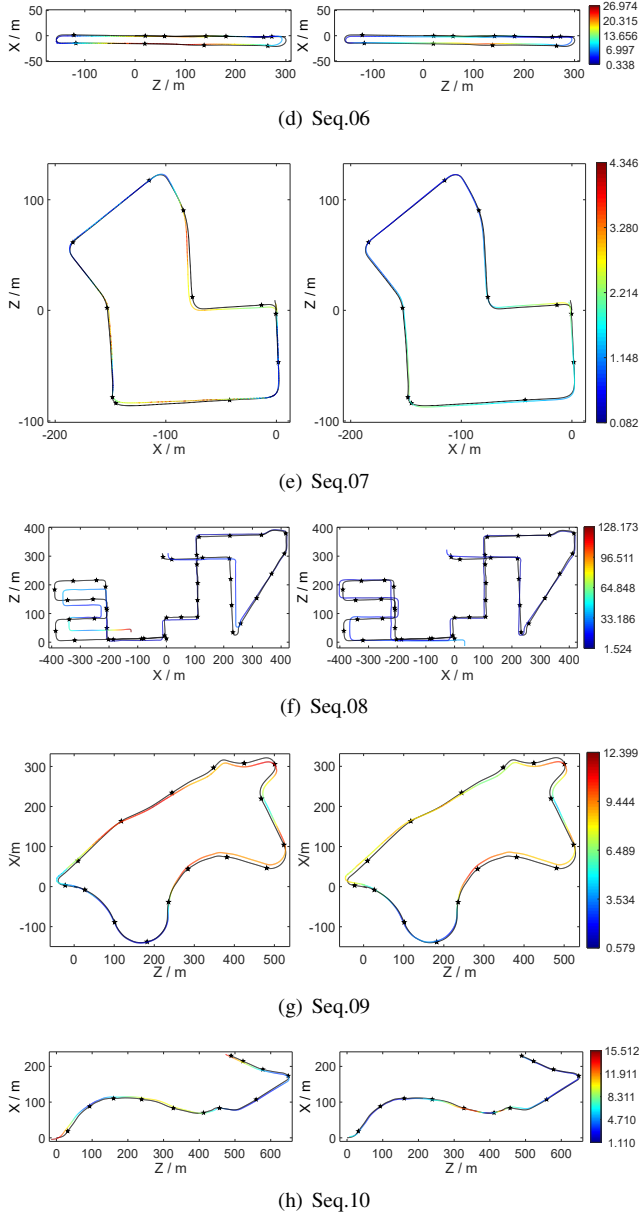 50 50 26.974
X / m 0 X / m 0 20.315
13.656
6.997
-50 -50 0.338
-100 0 100 200 300 -100 0 100 200 300
Z / m Z / m
(d) Seq.06
4.346
100 100
Z / m 0 Z / m 0 2.214
1.148
-100 -100 0.082
-200 -100 0 -200 -100 0
X / m X / m
(e) Seq.07
400 400 128.173
300 300 96.511
Z / m 200 Z / m 200 64.848
100 100 33.186
0 0 1.524
-400 -300 -200 -100 0 100 200 300 400 -400 -300 -200 -100 0 100 200 300 400
X / m X / m
(f) Seq.08
12.399
300 300
9.444
200 200
X/m 100 X/m 100 6.489
0 0 3.534
-100 -100
0.579
0 100 200 300 400 500 0 100 200 300 400 500
Z / m Z / m
(g) Seq.09
15.512
200 200 11.911
X / m 100 X / m 100 8.311
4.710
0 0 1.110
0 100 200 300 400 500 600 0 100 200 300 400 500 600
Z / m Z / m
(h) Seq.10